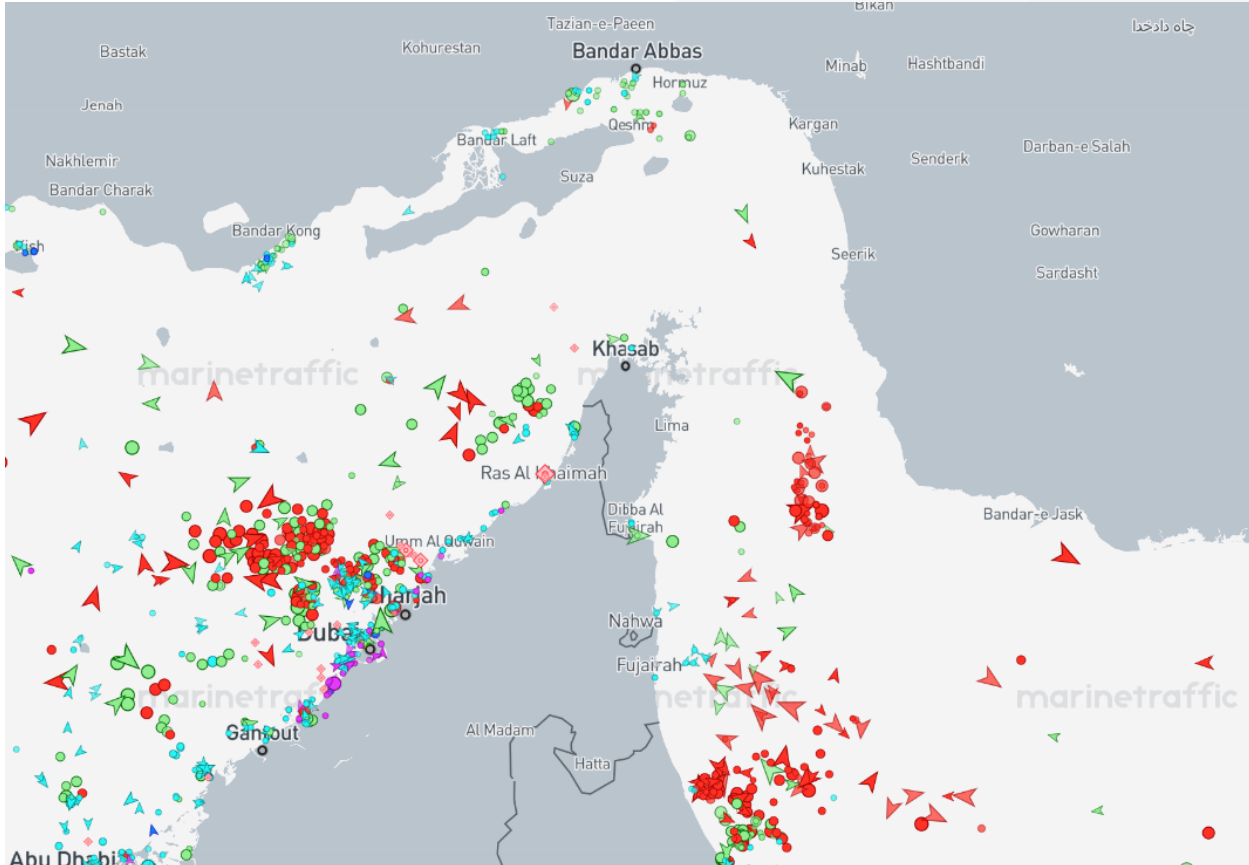 Bikan
Tazian-e-Paeen
چاه دادخدا
Bastak
Kohurestan
Bandar Abbas
Minab
Hashtbandi
Hormuz
Jenah
Qeshm
Kargan
Bandar Laft
Darban-e Salah
Nakhlemir
Senderk
Suza
Kuhestak
Bandar Charak
Bandar Kong
Gowharan
Seerik
Sardasht
Khasab
marinetraffic
marinetraffic
Lima
Ras Al Khaimah
Dibba Al
Fujairah
Bandar-e Jask
Umm Al Quwain
Sharjah
Nahwa
Dubai
Fujairah
marinetraffic
marinetraffic
marinetraffic
Gantout
Al Madam
Hatta
Abu Dhabi